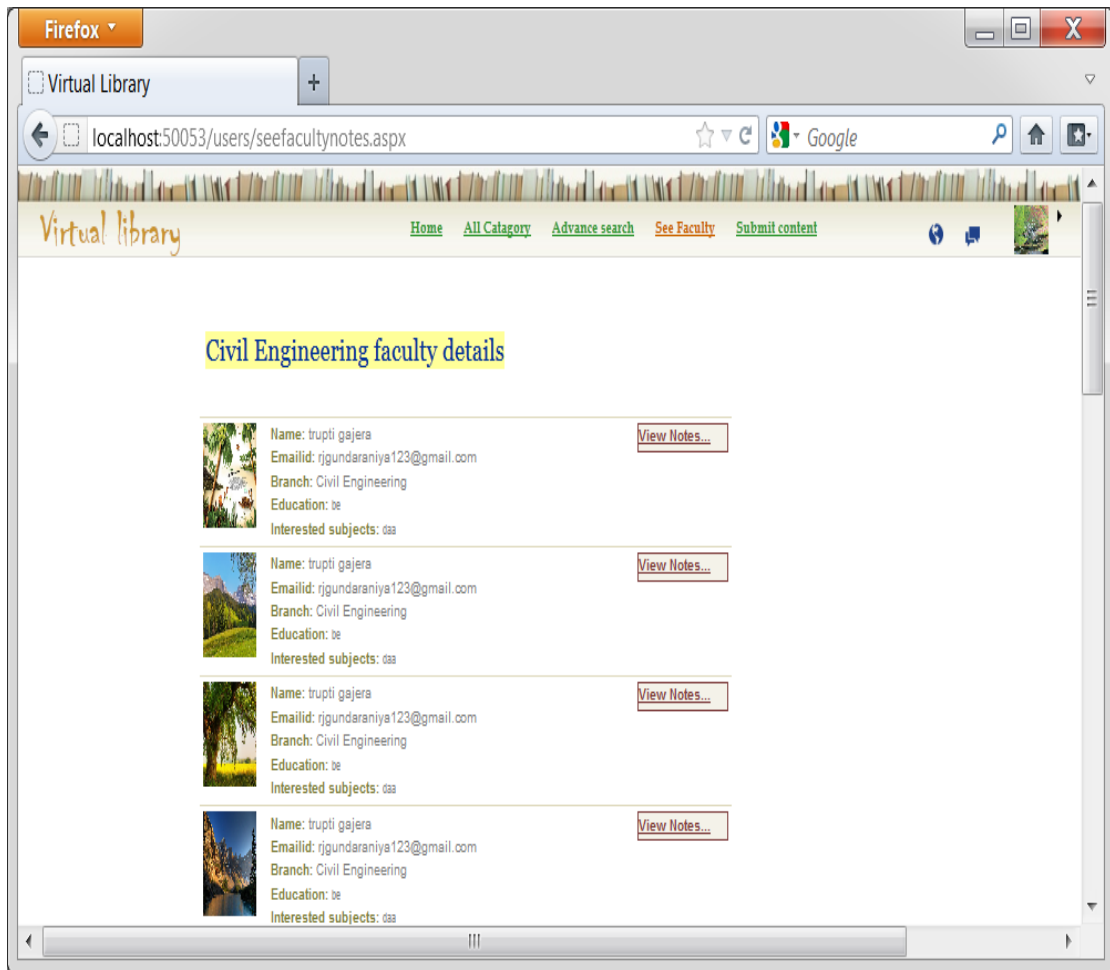 Firefox
Virtual Library
localhost:50053/users/seefacultynotes.aspx
Google
Virtual library
Home All Catagory Advance search See Faculty Submit content
Civil Engineering faculty details
Name: trupti gajera
View Notes...
Emailid: rjgundaraniya123@gmail.com
Branch: Civil Engineering
Education: be
Interested subjects: daa
Name: trupti gajera
View Notes...
Emailid: rjgundaraniya123@gmail.com
Branch: Civil Engineering
Education: be
Interested subjects: daa
Name: trupti gajera
View Notes...
Emailid: rjgundaraniya123@gmail.com
Branch: Civil Engineering
Education: be
Interested subjects: daa
Name: trupti gajera
View Notes...
Emailid: rjgundaraniya123@gmail.com
Branch: Civil Engineering
Education: be
Interested subjects: daa